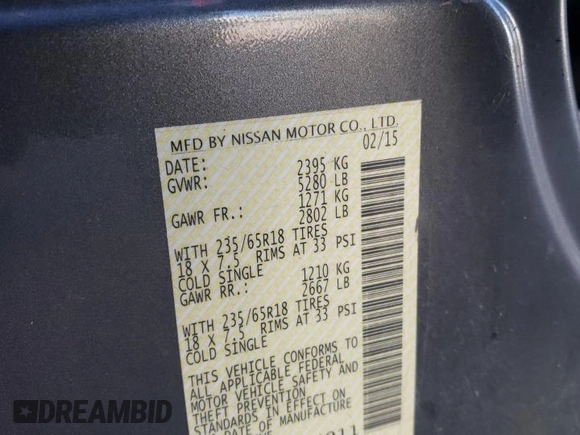 MFD BY NISSAN MOTOR CO., LTD.
02/15
DATE:
GVWR:
2395 KG
5280 LB
GAWR FR.:
1271 KG
2802 LB
WITH 235/65R18 TIRES
18 X 7.5 RIMS AT 33 PSI
COLD SINGLE
GAWR RR.:
1210 KG
2667 LB
WITH 235/65R18 TIRES
18 X 7.5 RIMS AT 33 PSI
COLD SINGLE
THIS VEHICLE CONFORMS TO
ALL APPLICABLE FEDERAL
MOTOR VEHICLE SAFETY AND
THEFT PREVENTION
STANDARDS IN EFFECT ON
DATE OF MANUFACTURE
DREAMBID